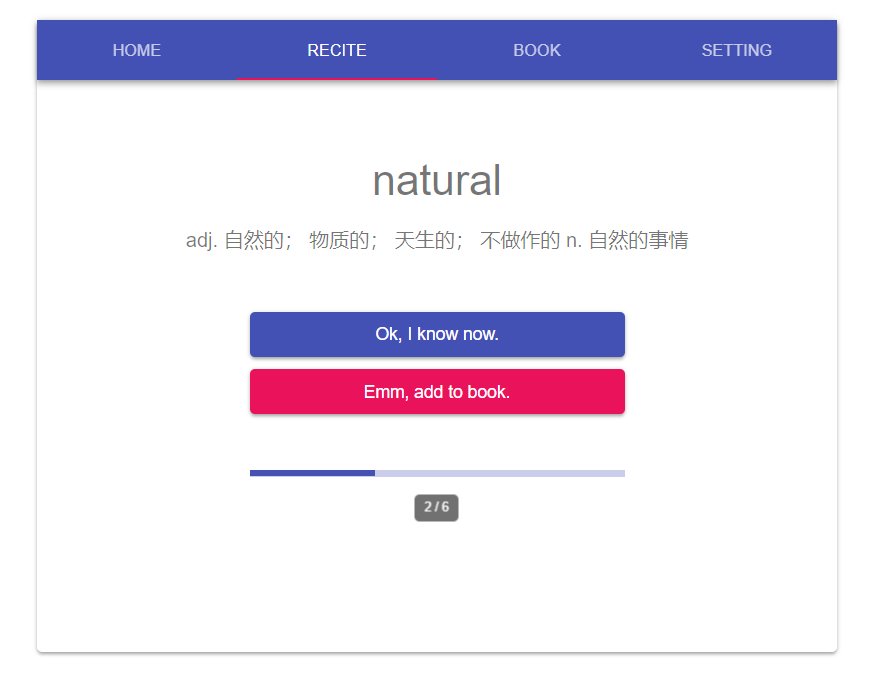 HOME RECITE BOOK SETTING
natural
adj. 自然的； 物质的； 天生的； 不做作的 n. 自然的事情
Ok, I know now.
Emm, add to book.
2/6